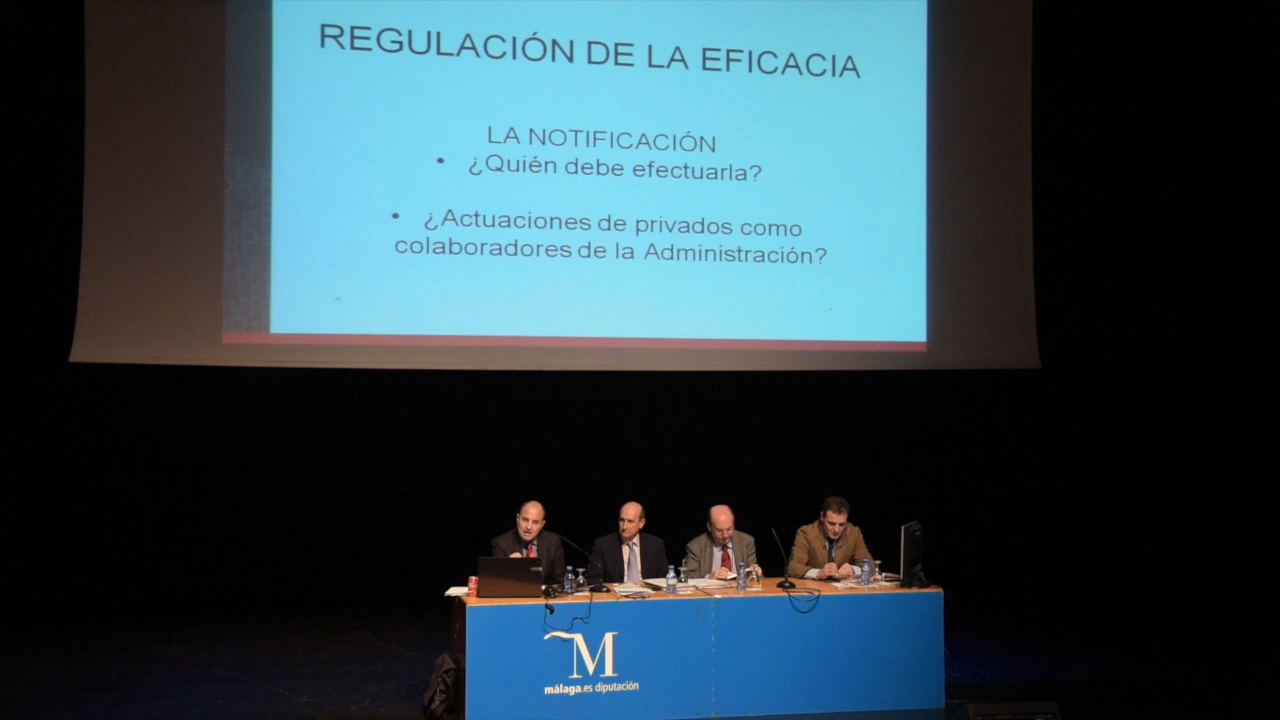 REGULACIÓN DE LA EFICACIA
LA NOTIFICACIÓN
• ¿Quién debe efectuarla?
• ¿Actuaciones de privados como
colaboradores de la Administración?
M
málaga.es diputación